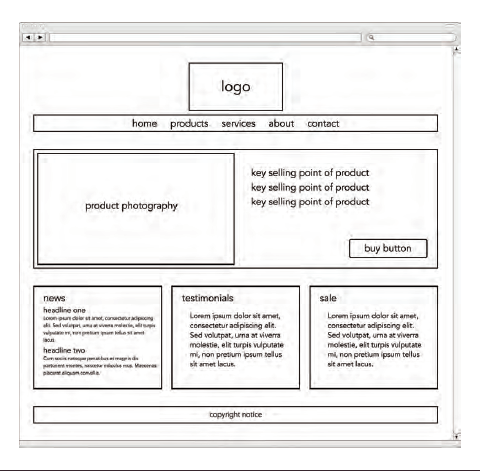 logo
home products services about contact
product photography
key selling point of product
key selling point of product
key selling point of product
buy button
news
headline one
Lorem ipsum dolor sit amet, consectetur adipiscing
elit. Sed volutpat, urna at viverra molestie, elit turpis
vulputate mi, non pretium ipsum tellus sit amet
lacus.
headline two
Cum sociis natoque penatibus et magnis dis
parturient montes, nascetur ridiculus mus. Maecenas
placerat aliquam convallis.
testimonials
Lorem ipsum dolor sit amet,
consectetur adipiscing elit.
Sed volutpat, urna at viverra
molestie, elit turpis vulputate
mi, non pretium ipsum tellus
sit amet lacus.
sale
Lorem ipsum dolor sit amet,
consectetur adipiscing elit.
Sed volutpat, urna at viverra
molestie, elit turpis vulputate
mi, non pretium ipsum tellus
sit amet lacus.
copyright notice